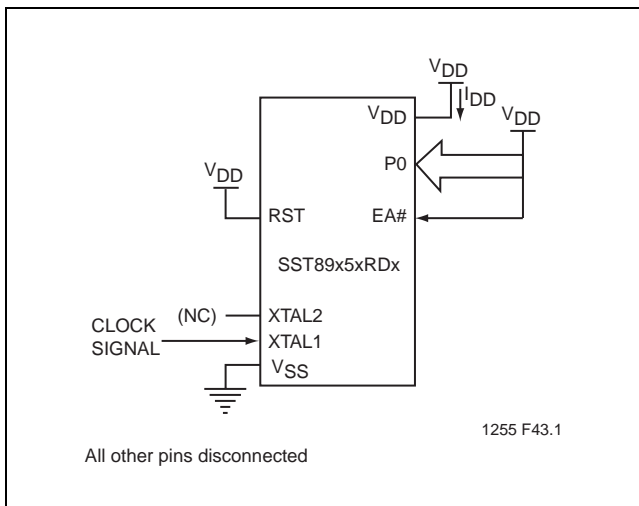 VDD
IDD
VDD
VDD
P0
VDD
RST
EA#
SST89x5xRDx
(NC)
XTAL2
CLOCK
SIGNAL
XTAL1
VSS
1255 F43.1
All other pins disconnected